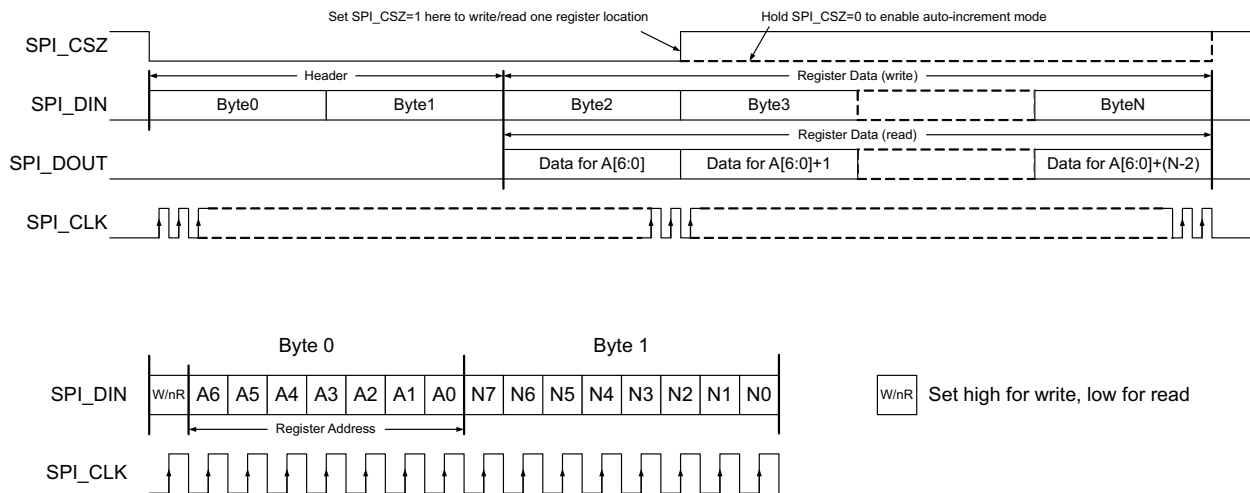 Set SPI_CSZ=1 here to write/read one register location
Hold SPI_CSZ=0 to enable auto-increment mode
SPI_CSZ
Header
Register Data (write)
SPI_DIN
Byte0
Byte1
Byte2
Byte3
ByteN
Register Data (read)
SPI_DOUT
Data for A[6:0]
Data for A[6:0]+1
Data for A[6:0]+(N-2)
SPI_CLK
Byte 0
Byte 1
SPI_DIN
W/nR
A6
A5
A4
A3
A2
A1
A0
N7
N6
N5
N4
N3
N2
N1
N0
W/nR
Set high for write, low for read
Register Address
SPI_CLK